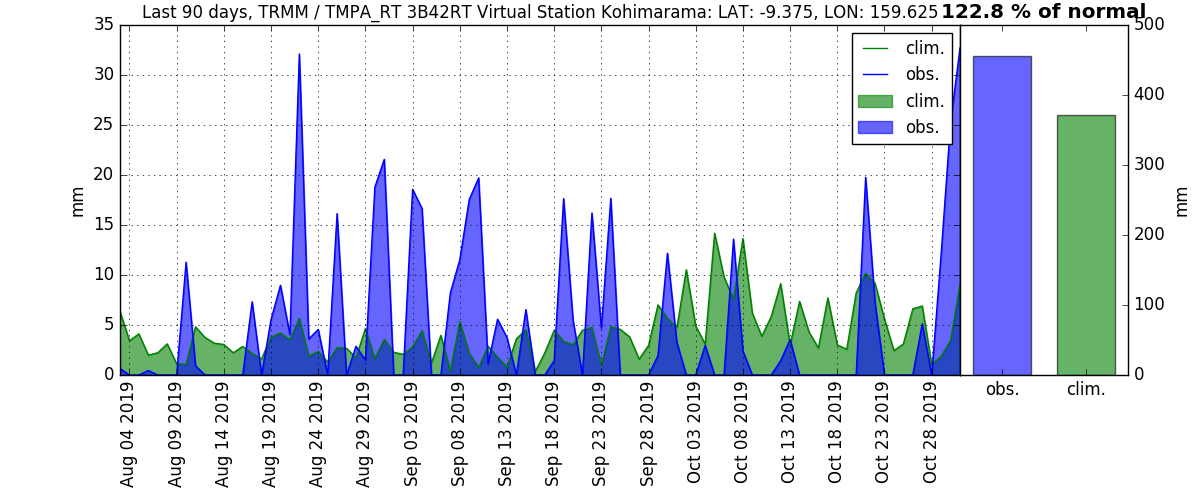 Last 90 days, TRMM / TMPA_RT 3B42RT Virtual Station Kohimarama: LAT: -9.375, LON: 159.625
122.8 % of normal
35
30
25
20
15
10
5
0
mm
clim.
obs.
clim.
obs.
500
400
300
200
100
0
mm
obs.
clim.
Aug 04 2019
Aug 09 2019
Aug 14 2019
Aug 19 2019
Aug 24 2019
Aug 29 2019
Sep 03 2019
Sep 08 2019
Sep 13 2019
Sep 18 2019
Sep 23 2019
Sep 28 2019
Oct 03 2019
Oct 08 2019
Oct 13 2019
Oct 18 2019
Oct 23 2019
Oct 28 2019